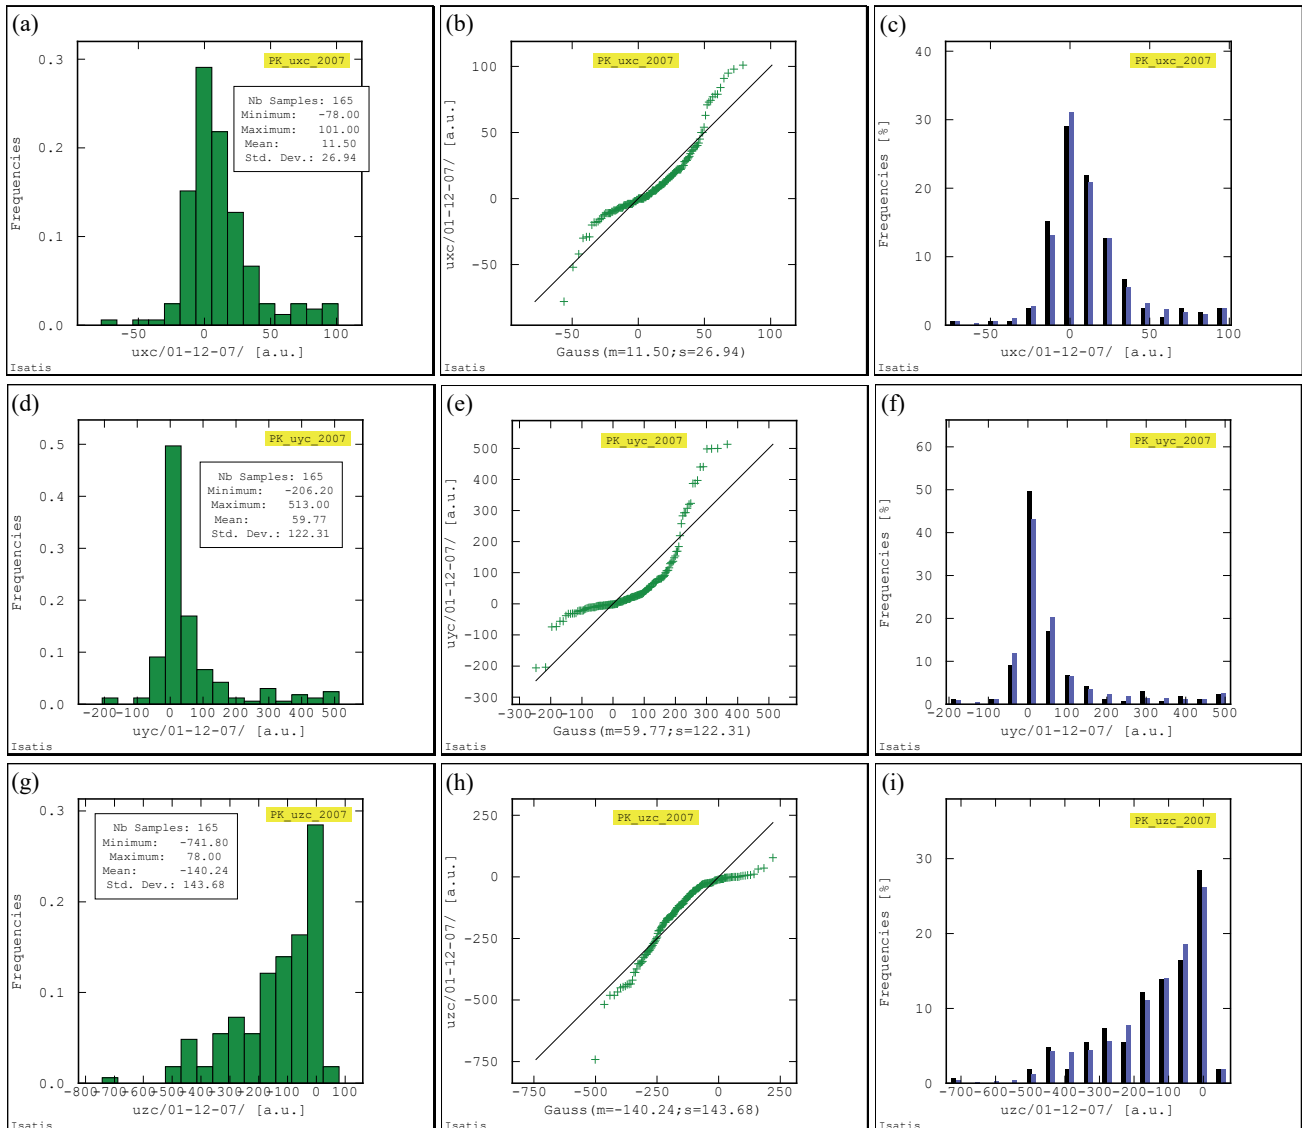 (a)
PK_uxc_2007
0.3
Nb Samples: 165
Minimum: -78.00
Maximum: 101.00
Mean: 11.50
Std. Dev.: 26.94
0.2
Frequencies
0.1
0.0
-50 0 50 100
uxc/01-12-07/ [a.u.]
Isatis
(b)
PK_uxc_2007
100
50
0
-50
uxc/01-12-07/ [a.u.]
-50 0 50 100
Gauss(m=11.50;s=26.94)
Isatis
(c)
PK_uxc_2007
40
30
20
10
0
Frequencies [%]
-50 0 50 100
uxc/01-12-07/ [a.u.]
Isatis
(d)
PK_uyc_2007
0.5
Nb Samples: 165
Minimum: -206.20
Maximum: 513.00
Mean: 59.77
Std. Dev.: 122.31
0.4
0.3
0.2
0.1
0.0
Frequencies
-200-100 0 100 200 300 400 500
uyc/01-12-07/ [a.u.]
Isatis
(e)
PK_uyc_2007
500
400
300
200
100
0
-100
-200
-300
uyc/01-12-07/ [a.u.]
-300-200-100 0 100 200 300 400 500
Gauss(m=59.77;s=122.31)
Isatis
(f)
PK_uyc_2007
60
50
40
30
20
10
0
Frequencies [%]
-200 -100 0 100 200 300 400 500
uyc/01-12-07/ [a.u.]
Isatis
(g)
PK_uzc_2007
0.3
Nb Samples: 165
Minimum: -741.80
Maximum: 78.00
Mean: -140.24
Std. Dev.: 143.68
0.2
0.1
0.0
Frequencies
-800-700-600-500-400-300-200-100 0 100
uzc/01-12-07/ [a.u.]
Isatis
(h)
PK_uzc_2007
250
0
-250
-500
-750
uzc/01-12-07/ [a.u.]
-750 -500 -250 0 250
Gauss(m=-140.24;s=143.68)
Isatis
(i)
PK_uzc_2007
30
20
10
0
Frequencies [%]
-700-600-500-400-300-200-100 0
uzc/01-12-07/ [a.u.]
Isatis